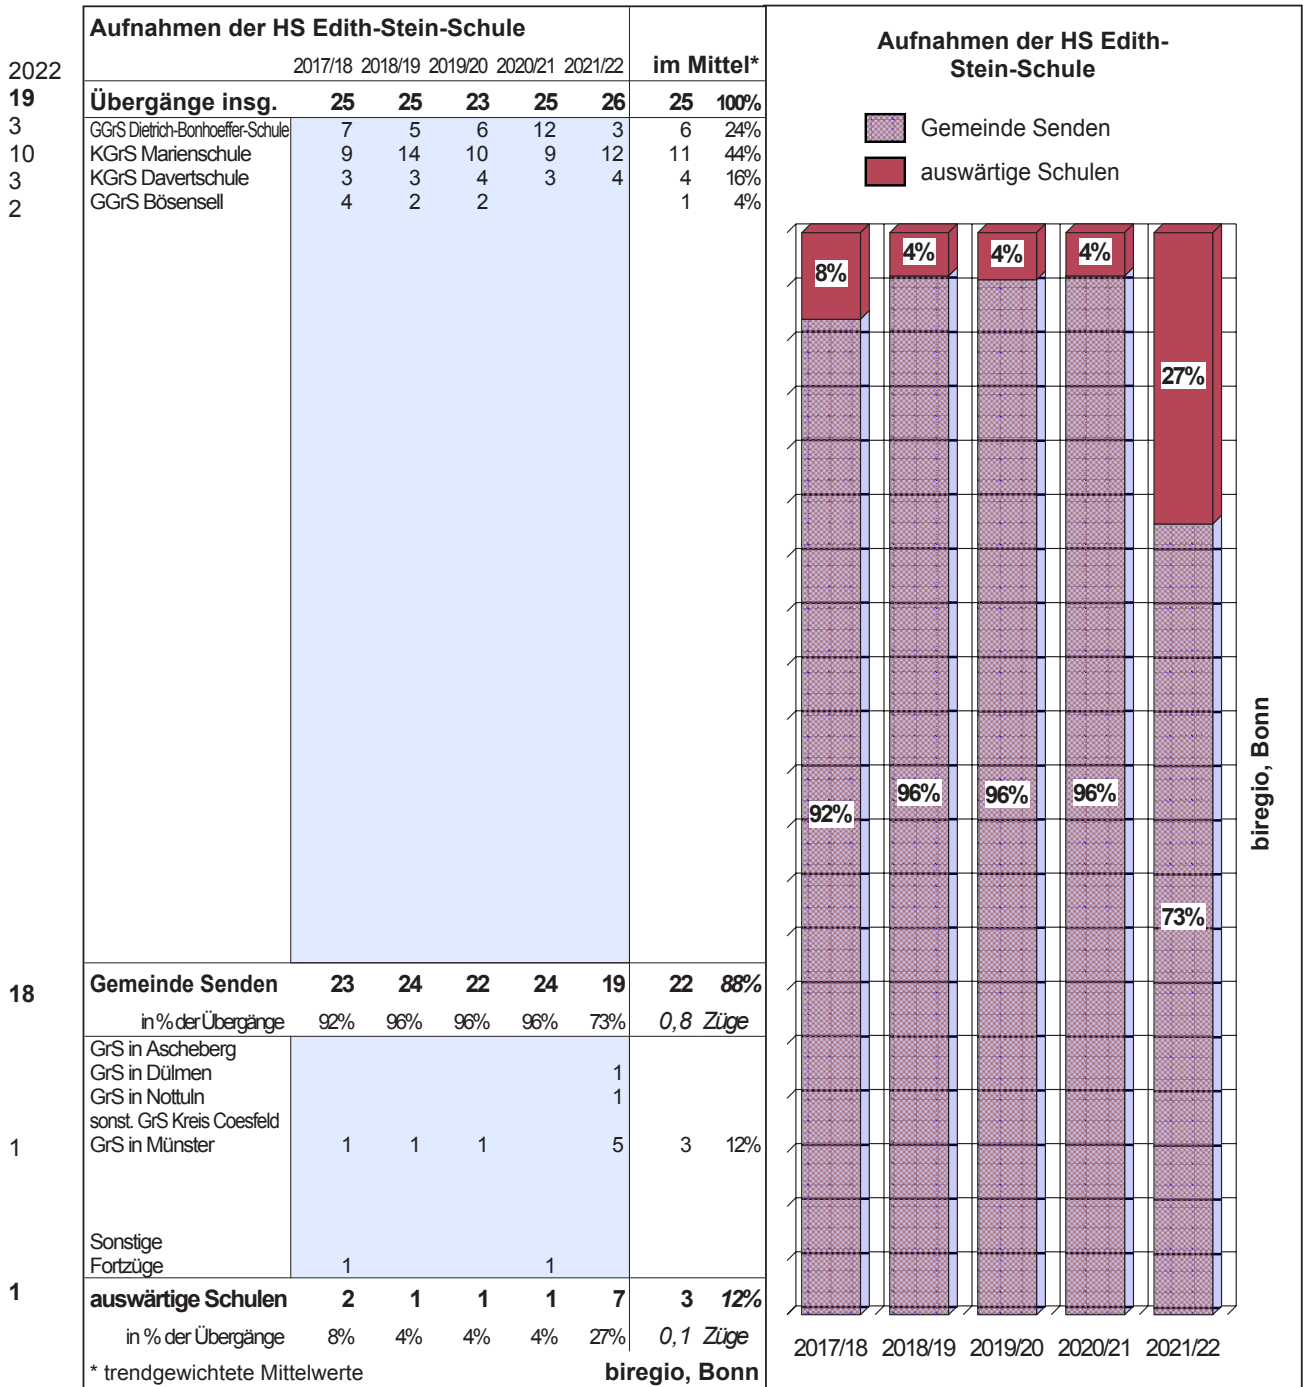 Aufnahmen der HS Edith-Stein-Schule
2022 2017/18 2018/19 2019/20 2020/21 2021/22 im Mittel*
19 Übergänge insg. 25 25 23 25 26 25 100%
3 GGrS Dietrich-Bonhoeffer-Schule 7 5 6 12 3 6 24%
10 KGrS Marienschule 9 14 10 9 12 11 44%
3 KGrS Davertschule 3 3 4 3 4 4 16%
2 GGrS Bösensell 4 2 2 1 4%
18 Gemeinde Senden 23 24 22 24 19 22 88%
in % der Übergänge 92% 96% 96% 96% 73% 0,8 Züge
GrS in Ascheberg
GrS in Dülmen 1
GrS in Nottuln 1
sonst. GrS Kreis Coesfeld
1 GrS in Münster 1 1 1 5 3 12%
Sonstige
Fortzüge 1 1
1 auswärtige Schulen 2 1 1 1 7 3 12%
in % der Übergänge 8% 4% 4% 4% 27% 0,1 Züge
* trendgewichtete Mittelwerte biregio, Bonn
Aufnahmen der HS Edith-
Stein-Schule
Gemeinde Senden
auswärtige Schulen
8% 4% 4% 4% 27%
92% 96% 96% 96% 73%
2017/18 2018/19 2019/20 2020/21 2021/22
biregio, Bonn